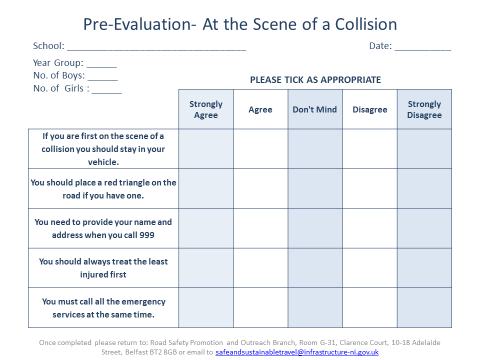 Pre-Evaluation- At the Scene of a Collision
School: ___________________________________ Date: ___________
Year Group: ______
No. of Boys: ______
No. of  Girls : ______
PLEASE TICK AS APPROPRIATE
Strongly Agree
Agree
Don't Mind
Disagree
Strongly Disagree
If you are first on the scene of a
collision you should stay in your
vehicle.
You should place a red triangle on the
road if you have one.
You need to provide your name and
address when you call 999
You should always treat the least
injured first
You must call all the emergency
services at the same time.
Once completed please return to: Road Safety Promotion and Outreach Branch, Room G-31, Clarence Court, 10-18 Adelaide
Street, Belfast BT2 8GB or email to safeandsustainabletravel@infrastructure-ni.gov.uk